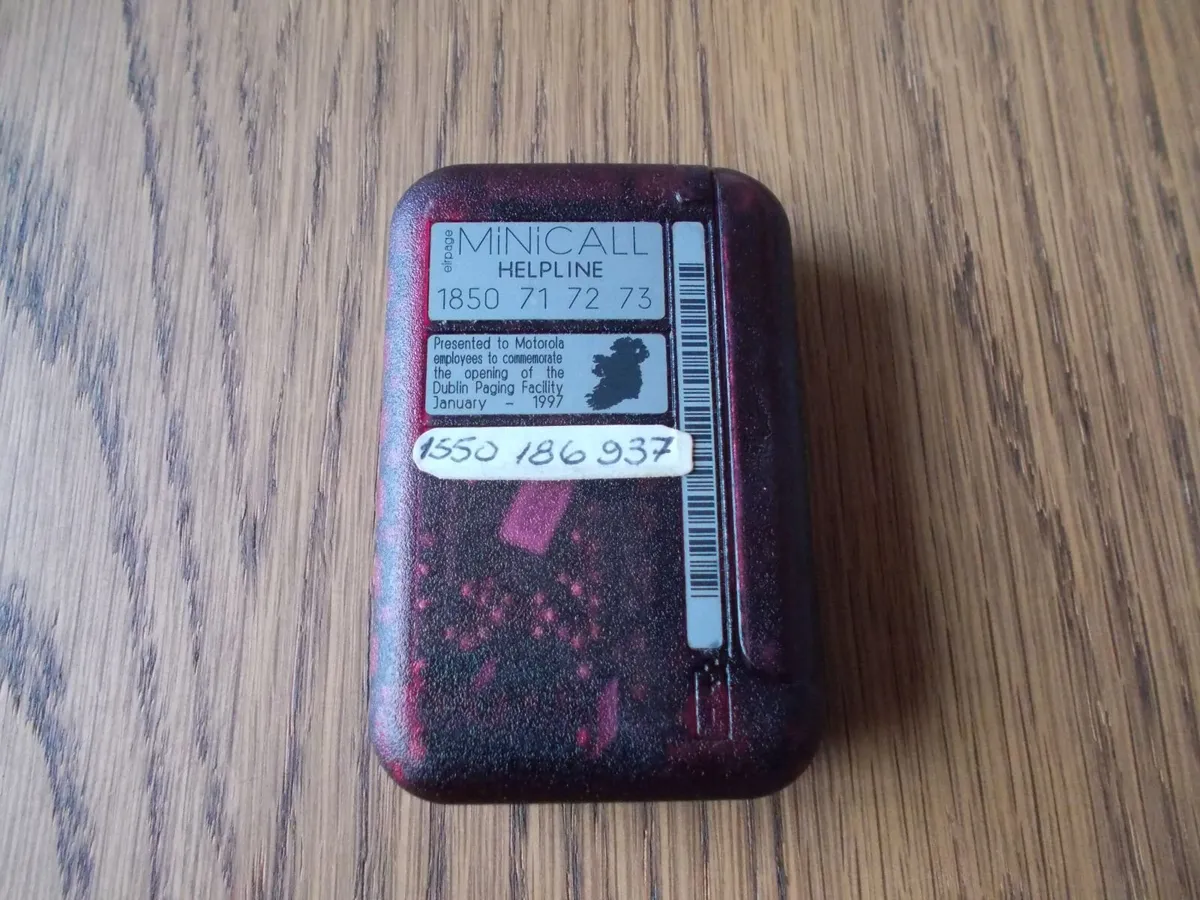 eirpage
MiNiCALL
HELPLINE
1850 71 72 73
Presented to Motorola
employees to commemorate
the opening of the
Dublin Paging Facility
January - 1997
1550 186 937